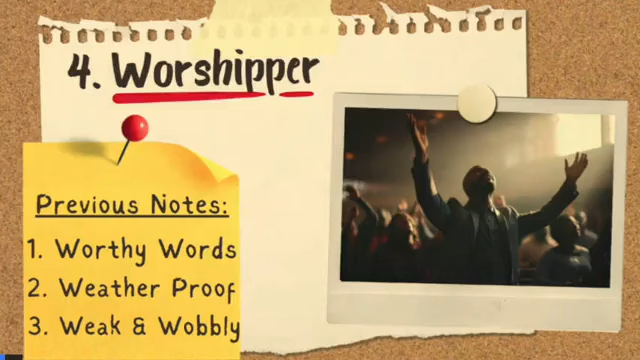 4. Worshipper
Previous Notes:
1. Worthy Words
2. Weather Proof
3. Weak & Wobbly